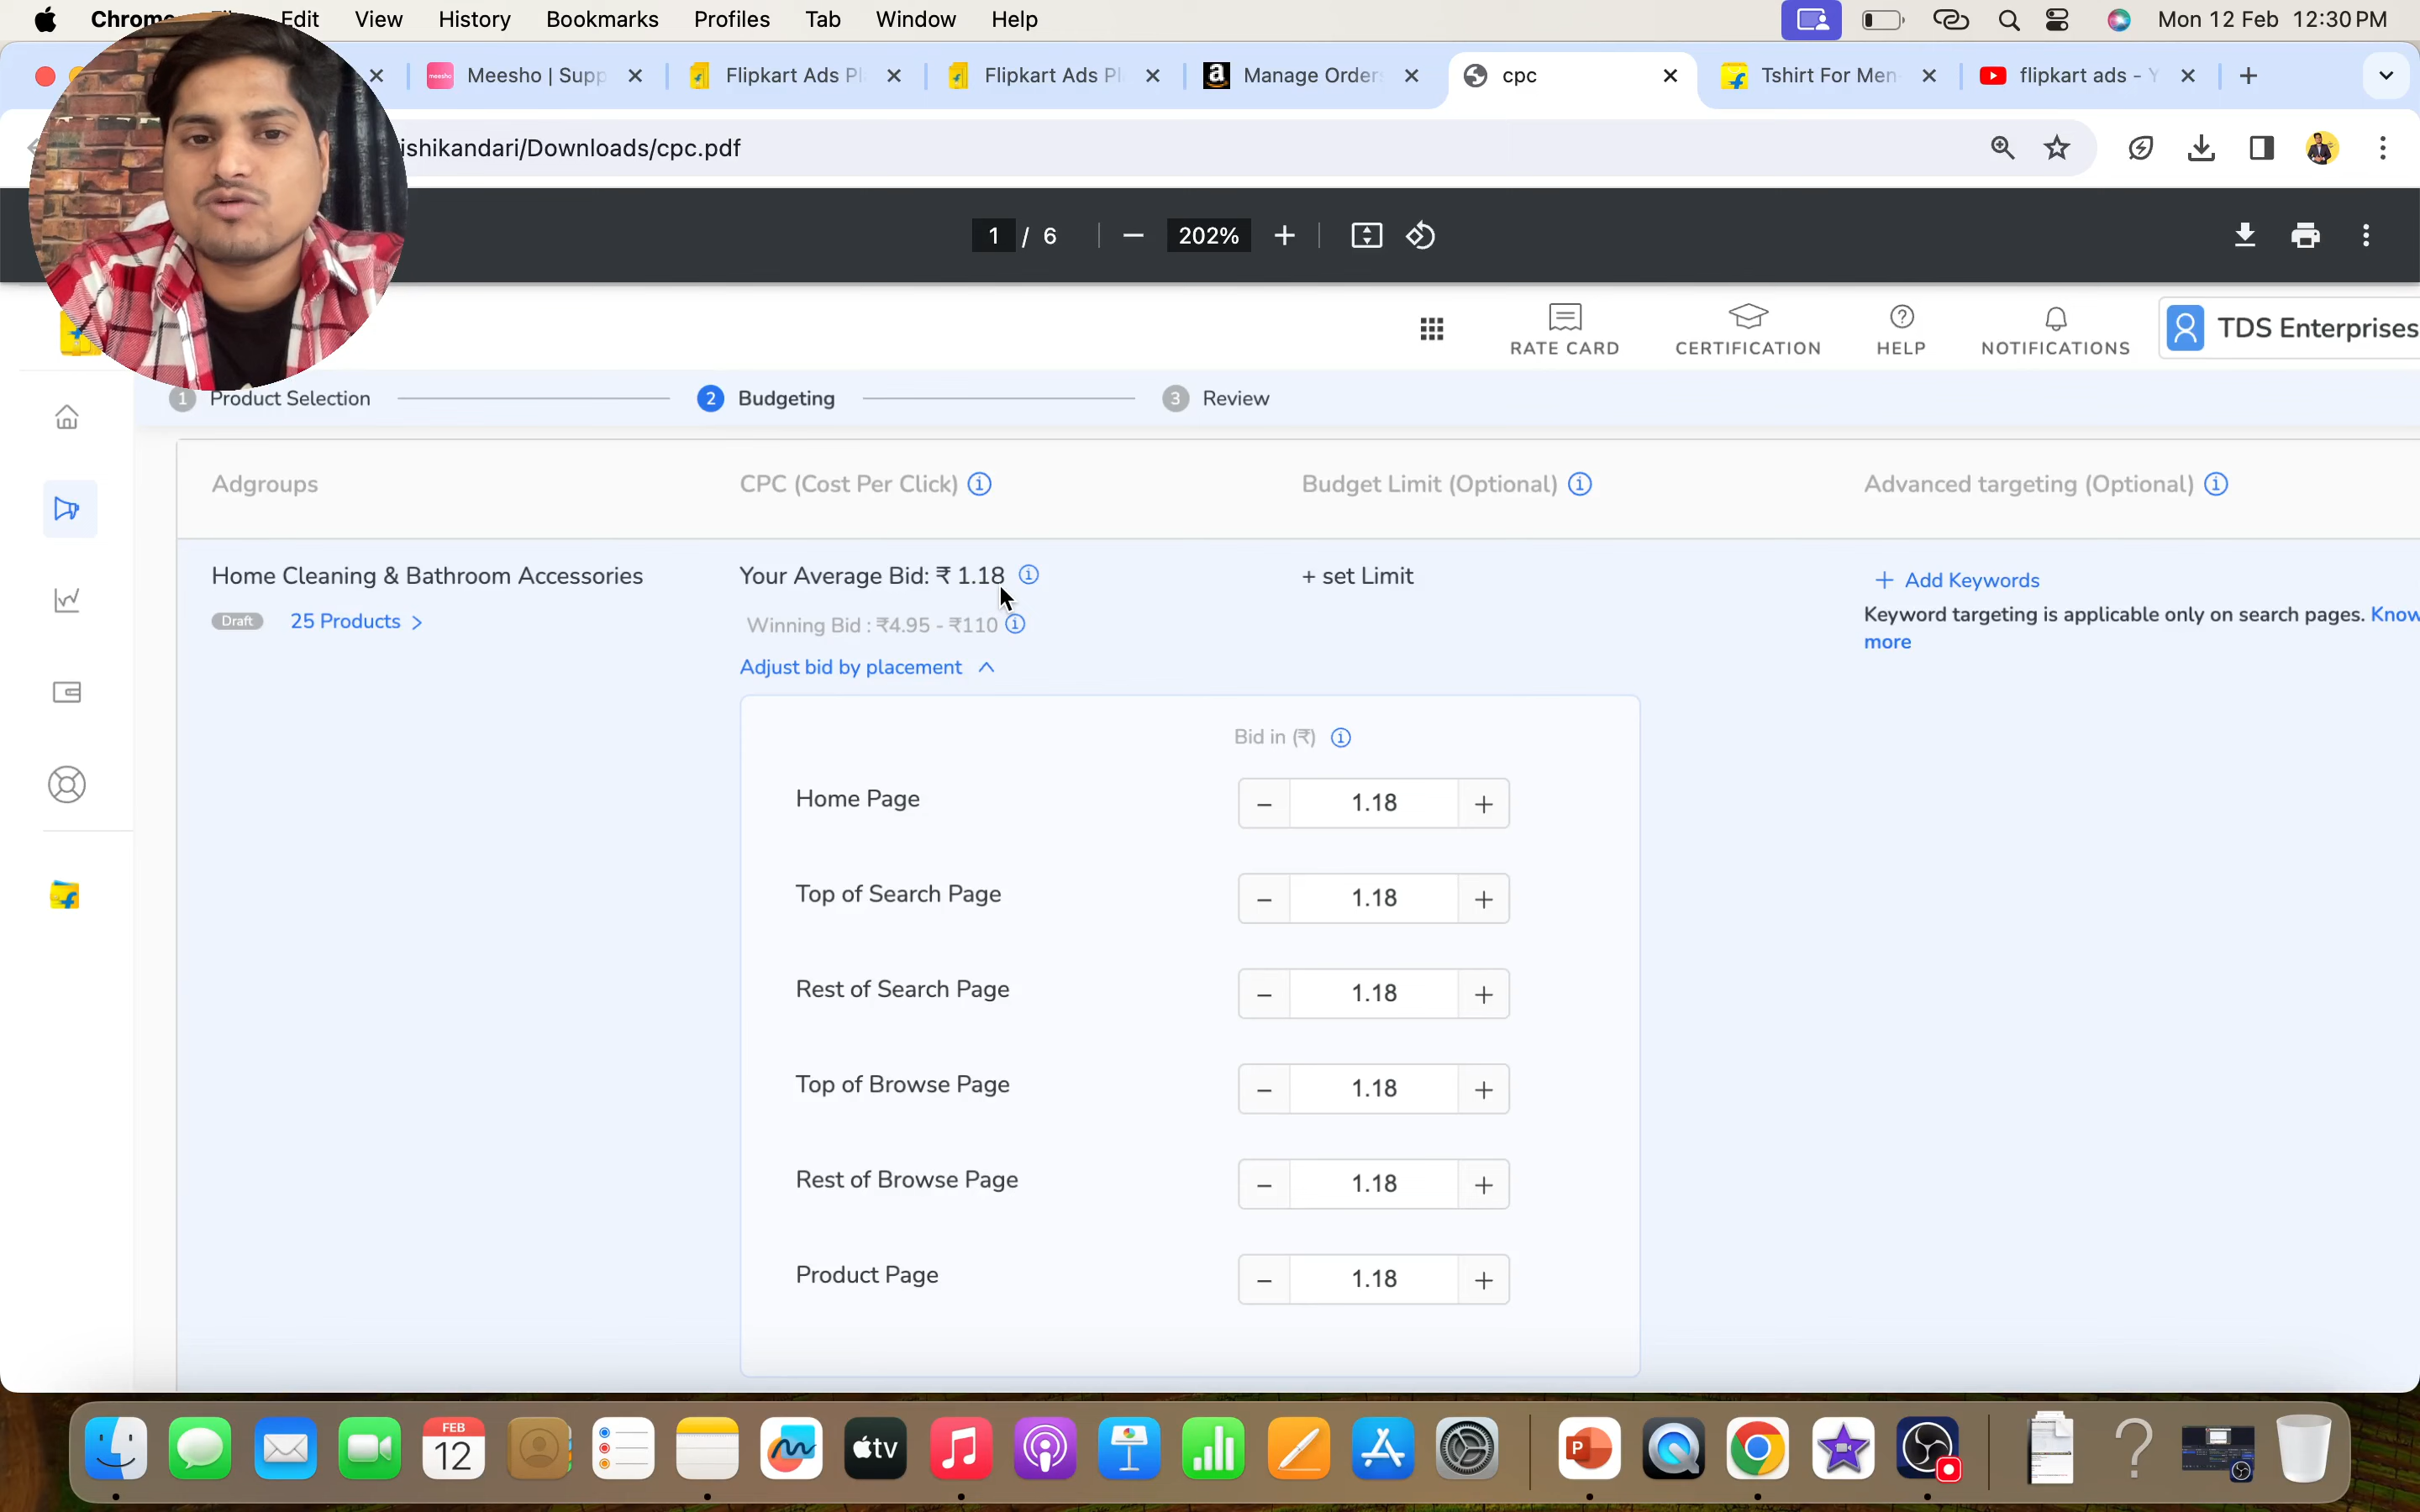 Chrome Edit View History Bookmarks Profiles Tab Window Help Mon 12 Feb 12:30 PM
meesho Meesho | Supp Flipkart Ads Pl Flipkart Ads Pl Manage Order cpc Tshirt For Men flipkart ads - Y
ishikandari/Downloads/cpc.pdf
1 / 6 202%
RATE CARD CERTIFICATION HELP NOTIFICATIONS TDS Enterprises
1 Product Selection 2 Budgeting 3 Review
Adgroups CPC (Cost Per Click) Budget Limit (Optional) Advanced targeting (Optional)
Home Cleaning & Bathroom Accessories Your Average Bid: ₹ 1.18 + set Limit + Add Keywords
Draft 25 Products > Winning Bid : ₹4.95 - ₹110 Keyword targeting is applicable only on search pages. Know
more
Adjust bid by placement
Bid in (₹)
Home Page − 1.18 +
Top of Search Page − 1.18 +
Rest of Search Page − 1.18 +
Top of Browse Page − 1.18 +
Rest of Browse Page − 1.18 +
Product Page − 1.18 +
FEB
12
tv
P